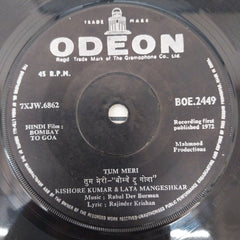 TRADE MARK
ODEON
Regd. Trade Mark of The Gramophone Co. Ltd.
45 R.P.M.
7XJW.6862
BOE.2449
HINDI Film:
BOMBAY
TO GOA
Recording first
published 1972
Mahmood
Productions
TUM MERI
तुम मेरी-"बॉम्बे टू गोवा"
KISHORE KUMAR & LATA MANGESHKAR
Music : Rahul Dev Burman
Lyric : Rajinder Krishan